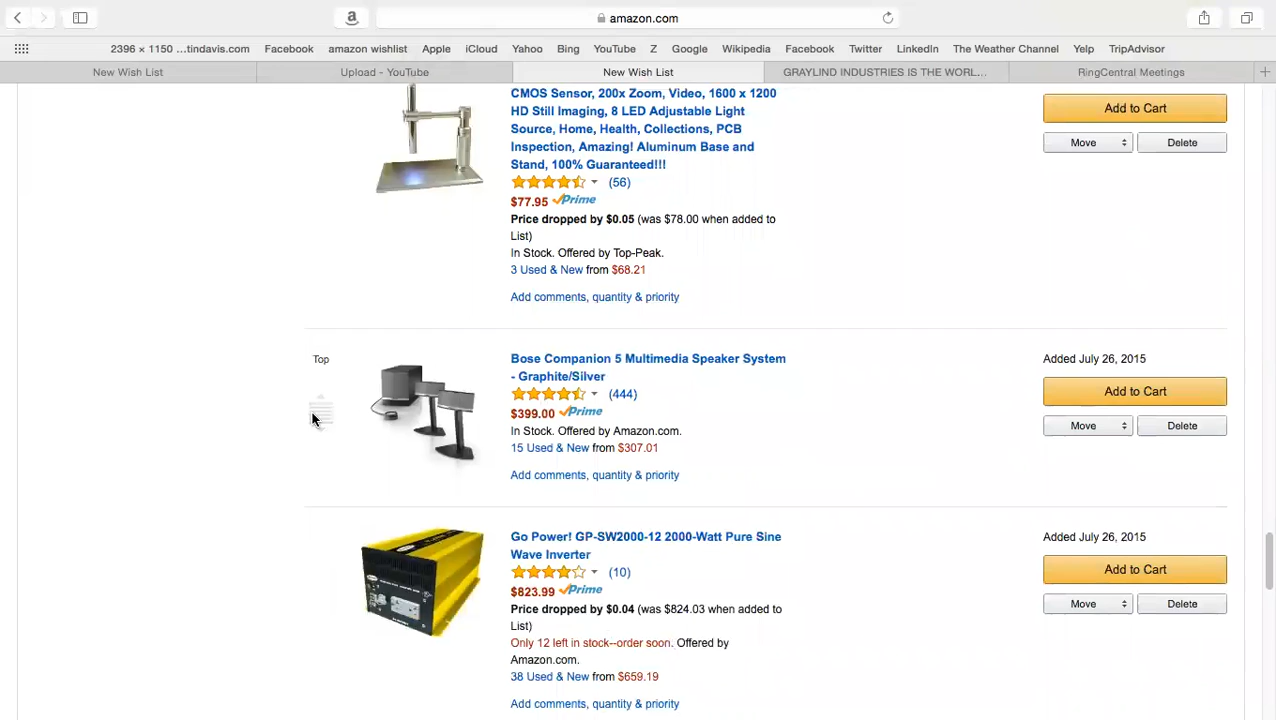 amazon.com
2396 × 1150 ...tindavis.com Facebook amazon wishlist Apple iCloud Yahoo Bing YouTube Z Google Wikipedia Facebook Twitter LinkedIn The Weather Channel Yelp TripAdvisor
New Wish List Upload - YouTube New Wish List GRAYLIND INDUSTRIES IS THE WORL... RingCentral Meetings
CMOS Sensor, 200x Zoom, Video, 1600 x 1200
HD Still Imaging, 8 LED Adjustable Light
Source, Home, Health, Collections, PCB
Inspection, Amazing! Aluminum Base and
Stand, 100% Guaranteed!!!
(56)
$77.95 Prime
Price dropped by $0.05 (was $78.00 when added to
List)
In Stock. Offered by Top-Peak.
3 Used & New from $68.21
Add comments, quantity & priority
Add to Cart
Move Delete
Top
Bose Companion 5 Multimedia Speaker System
- Graphite/Silver
(444)
$399.00 Prime
In Stock. Offered by Amazon.com.
15 Used & New from $307.01
Add comments, quantity & priority
Added July 26, 2015
Add to Cart
Move Delete
Go Power! GP-SW2000-12 2000-Watt Pure Sine
Wave Inverter
(10)
$823.99 Prime
Price dropped by $0.04 (was $824.03 when added to
List)
Only 12 left in stock--order soon. Offered by
Amazon.com.
38 Used & New from $659.19
Add comments, quantity & priority
Added July 26, 2015
Add to Cart
Move Delete